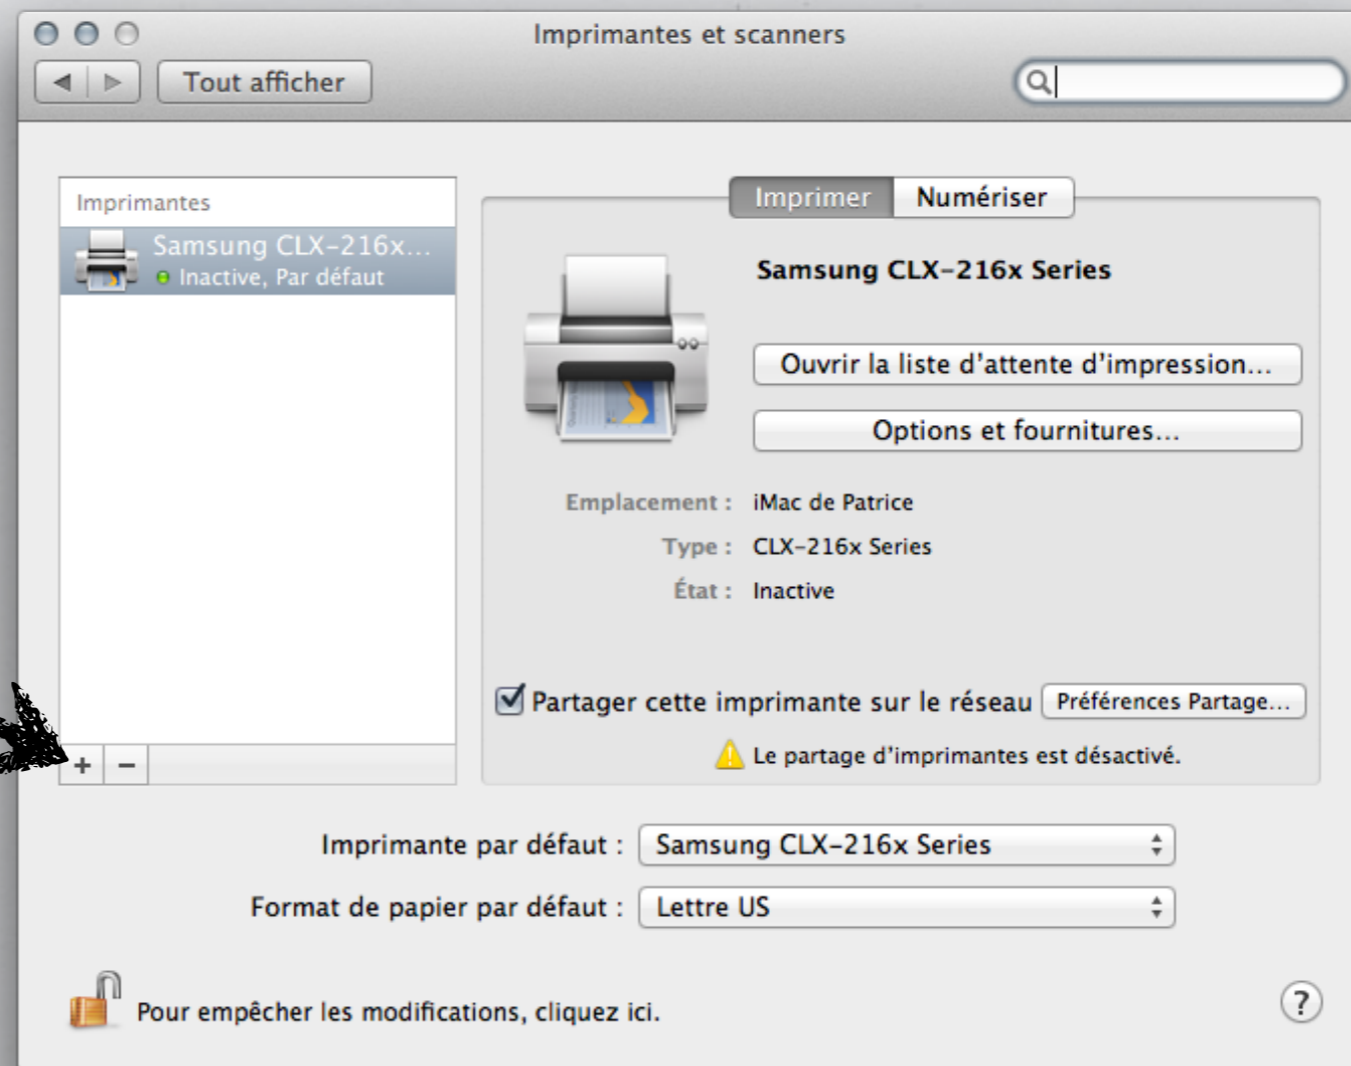 Imprimantes et scanners
Tout afficher
Imprimantes
Samsung CLX-216x...
Inactive, Par défaut
Imprimer
Numériser
Samsung CLX-216x Series
Ouvrir la liste d'attente d'impression...
Options et fournitures...
Emplacement : iMac de Patrice
Type : CLX-216x Series
État : Inactive
Partager cette imprimante sur le réseau
Préférences Partage...
Le partage d'imprimantes est désactivé.
+ −
Imprimante par défaut : Samsung CLX-216x Series
Format de papier par défaut : Lettre US
Pour empêcher les modifications, cliquez ici.
?